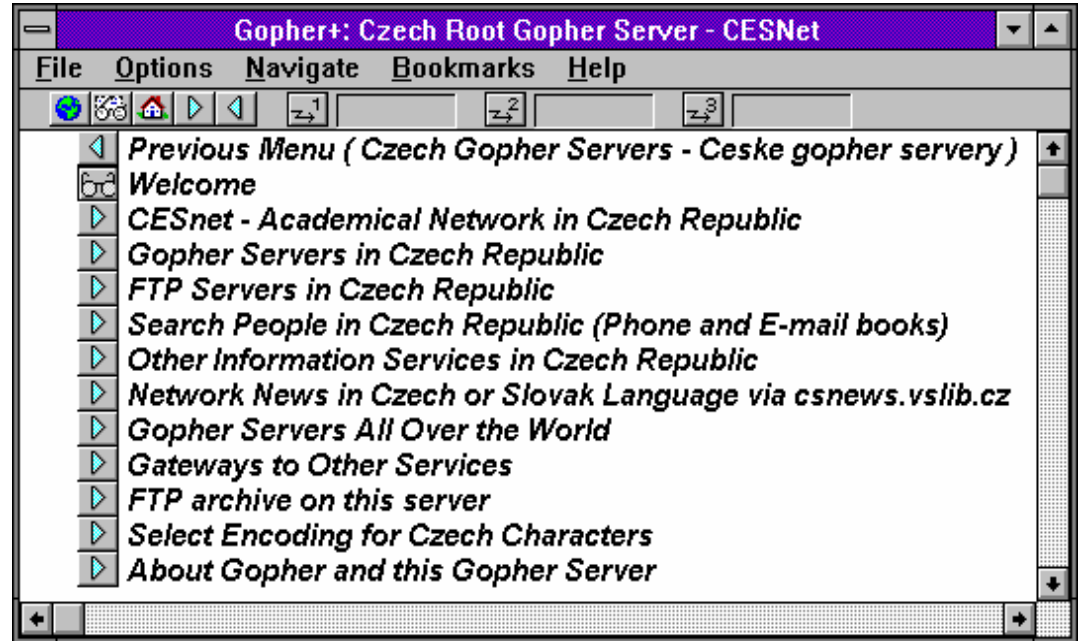 Gopher+: Czech Root Gopher Server - CESNet
File Options Navigate Bookmarks Help
1 2 3
Previous Menu ( Czech Gopher Servers - Ceske gopher servery )
Welcome
CESnet - Academical Network in Czech Republic
Gopher Servers in Czech Republic
FTP Servers in Czech Republic
Search People in Czech Republic (Phone and E-mail books)
Other Information Services in Czech Republic
Network News in Czech or Slovak Language via csnews.vslib.cz
Gopher Servers All Over the World
Gateways to Other Services
FTP archive on this server
Select Encoding for Czech Characters
About Gopher and this Gopher Server